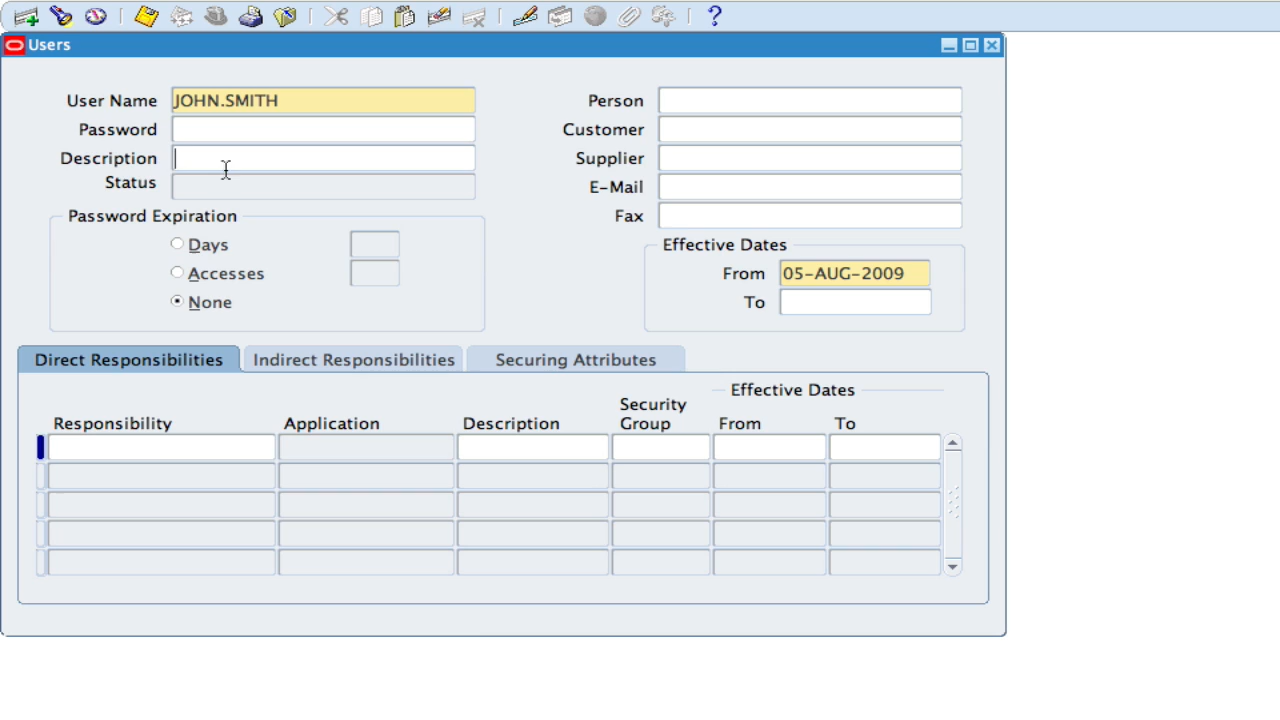 Users
User Name JOHN.SMITH
Password
Description
Status
Person
Customer
Supplier
E-Mail
Fax
Password Expiration
Days
Accesses
None
Effective Dates
From 05-AUG-2009
To
Direct Responsibilities Indirect Responsibilities Securing Attributes
Effective Dates
Responsibility Application Description Security Group From To